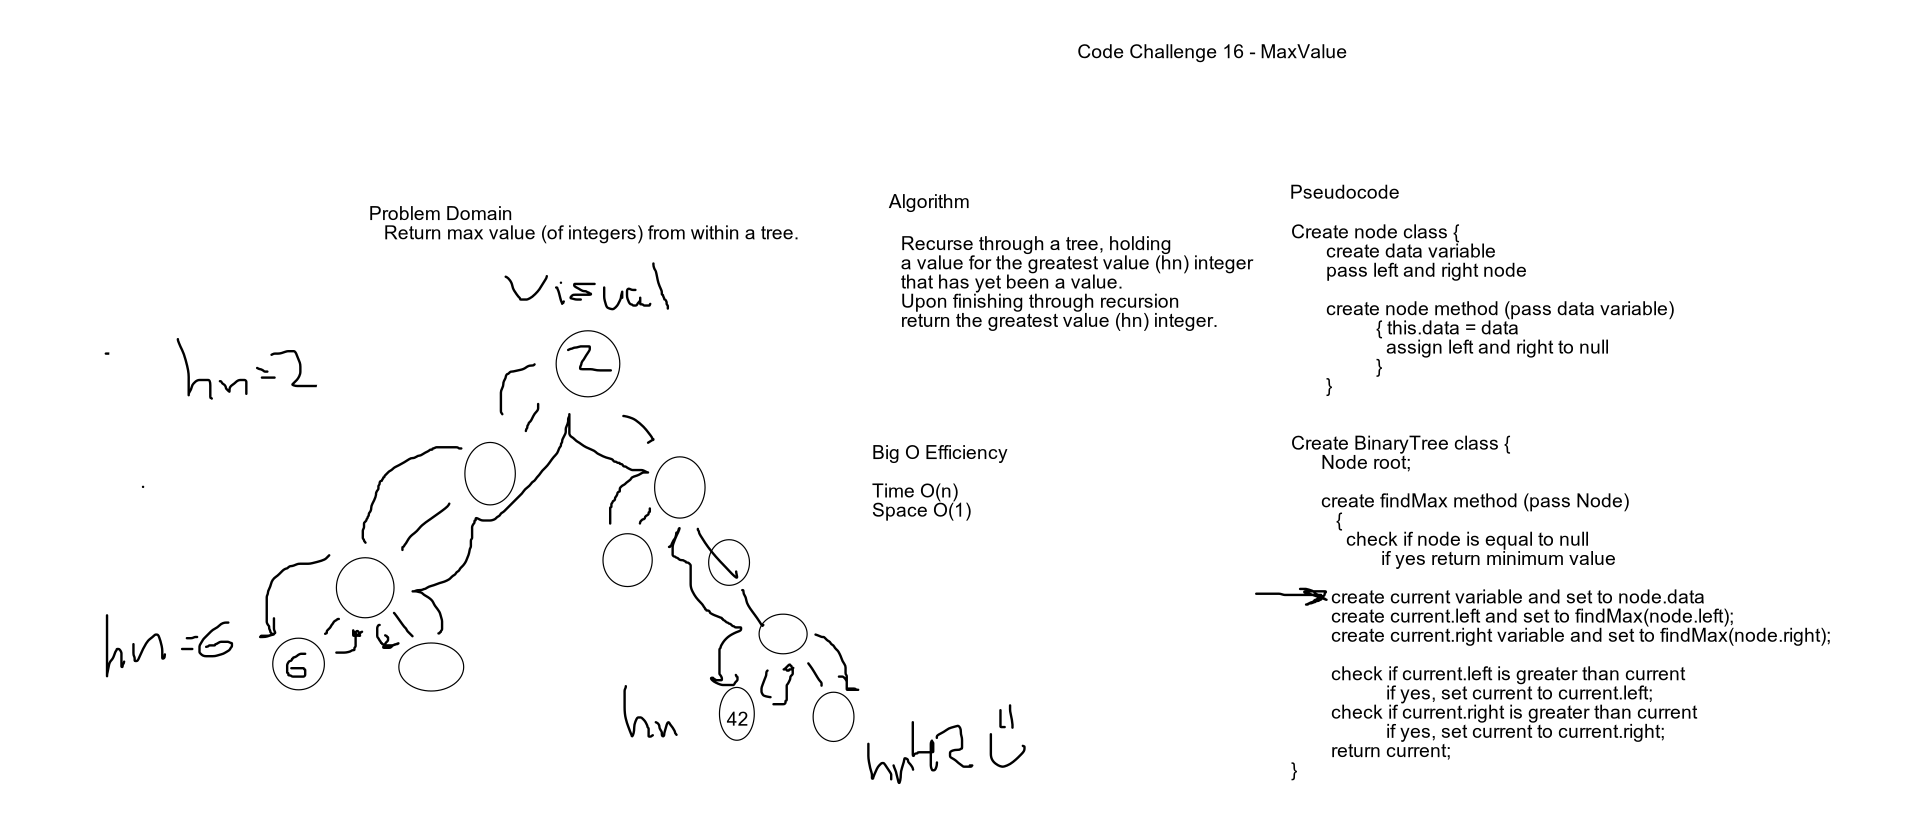 Code Challenge 16 - MaxValue
Problem Domain
Return max value (of integers) from within a tree.
Visual
hn=2
2
hn=6
6
hn
42
hn42
Algorithm
Recurse through a tree, holding
a value for the greatest value (hn) integer
that has yet been a value.
Upon finishing through recursion
return the greatest value (hn) integer.
Big O Efficiency
Time O(n)
Space O(1)
Pseudocode
Create node class {
create data variable
pass left and right node
create node method (pass data variable)
{ this.data = data
assign left and right to null
}
}
Create BinaryTree class {
Node root;
create findMax method (pass Node)
{
check if node is equal to null
if yes return minimum value
create current variable and set to node.data
create current.left and set to findMax(node.left);
create current.right variable and set to findMax(node.right);
check if current.left is greater than current
if yes, set current to current.left;
check if current.right is greater than current
if yes, set current to current.right;
return current;
}